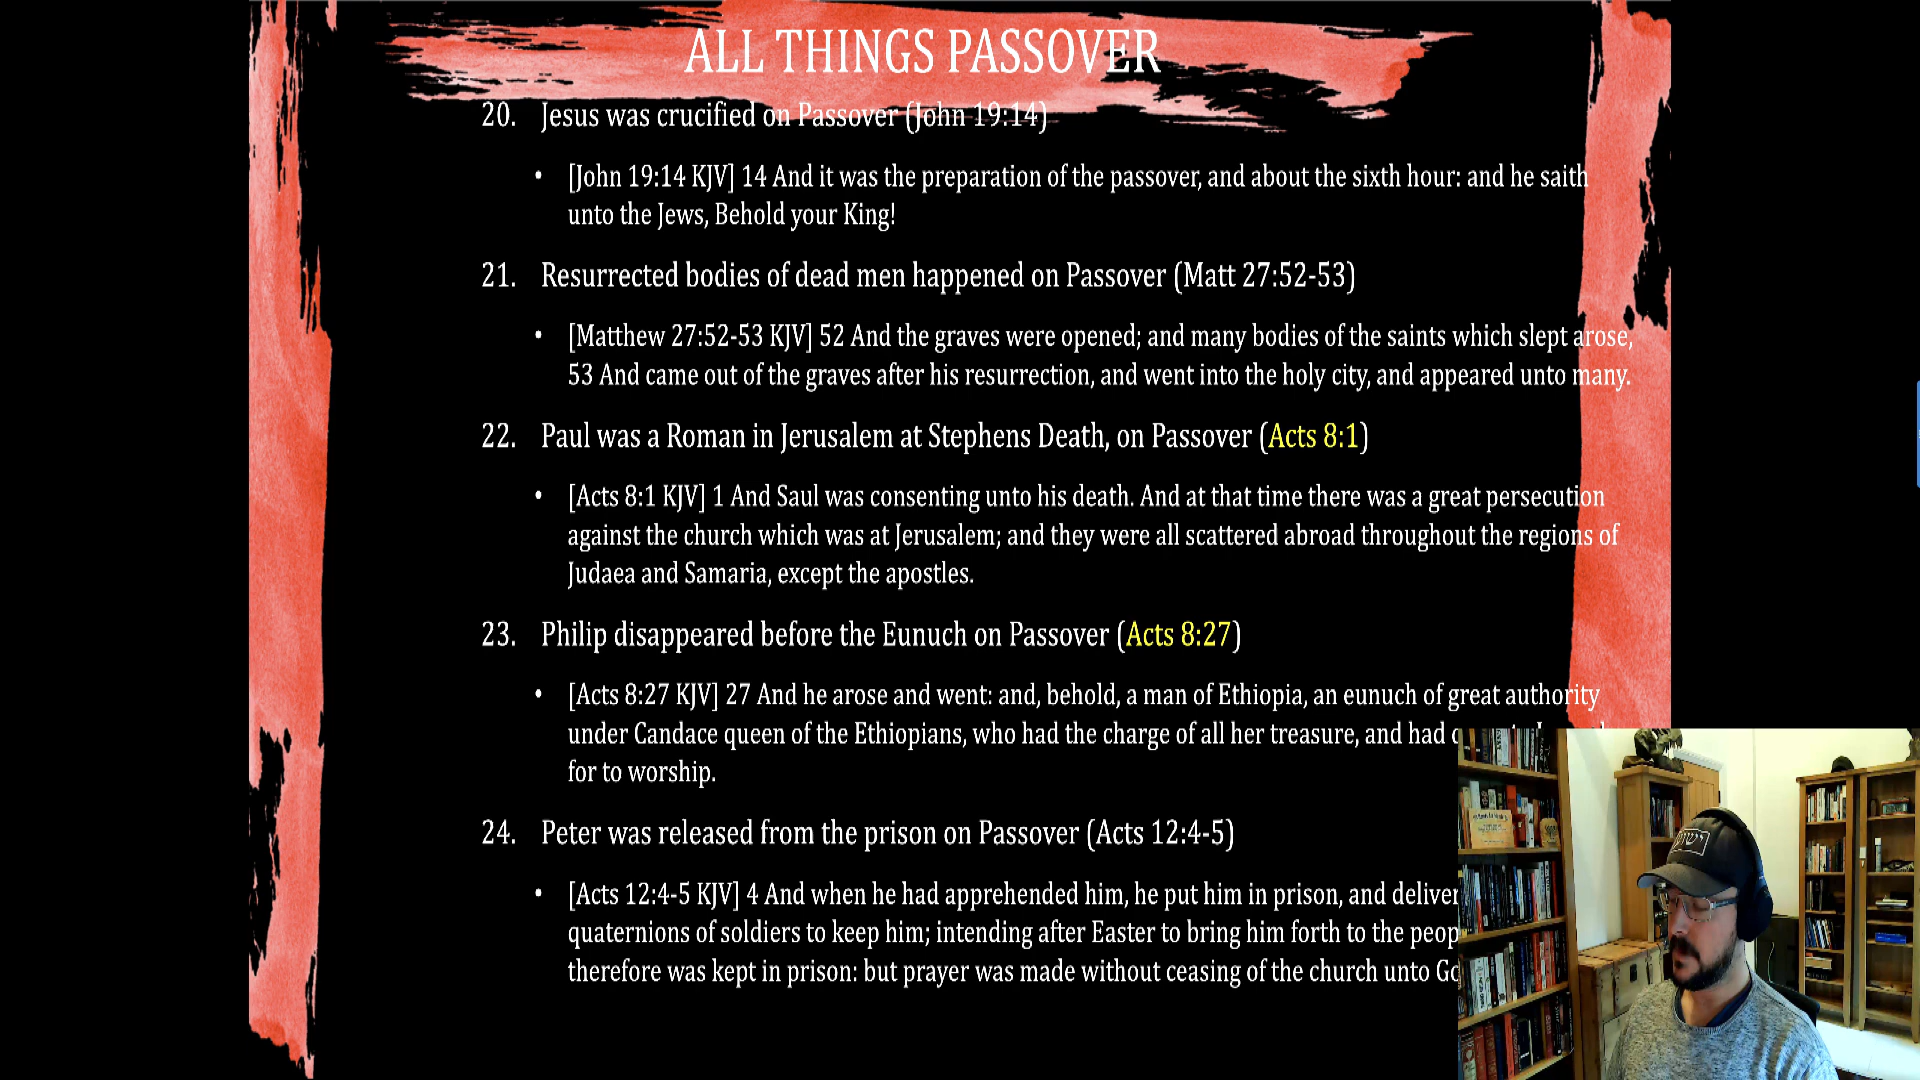 ALL THINGS PASSOVER
20. Jesus was crucified on Passover (John 19:14)
• [John 19:14 KJV] 14 And it was the preparation of the passover, and about the sixth hour: and he saith
unto the Jews, Behold your King!
21. Resurrected bodies of dead men happened on Passover (Matt 27:52-53)
• [Matthew 27:52-53 KJV] 52 And the graves were opened; and many bodies of the saints which slept arose,
53 And came out of the graves after his resurrection, and went into the holy city, and appeared unto many.
22. Paul was a Roman in Jerusalem at Stephens Death, on Passover (Acts 8:1)
• [Acts 8:1 KJV] 1 And Saul was consenting unto his death. And at that time there was a great persecution
against the church which was at Jerusalem; and they were all scattered abroad throughout the regions of
Judaea and Samaria, except the apostles.
23. Philip disappeared before the Eunuch on Passover (Acts 8:27)
• [Acts 8:27 KJV] 27 And he arose and went: and, behold, a man of Ethiopia, an eunuch of great authority
under Candace queen of the Ethiopians, who had the charge of all her treasure, and had
for to worship.
24. Peter was released from the prison on Passover (Acts 12:4-5)
• [Acts 12:4-5 KJV] 4 And when he had apprehended him, he put him in prison, and deliver
quaternions of soldiers to keep him; intending after Easter to bring him forth to the peop
therefore was kept in prison: but prayer was made without ceasing of the church unto